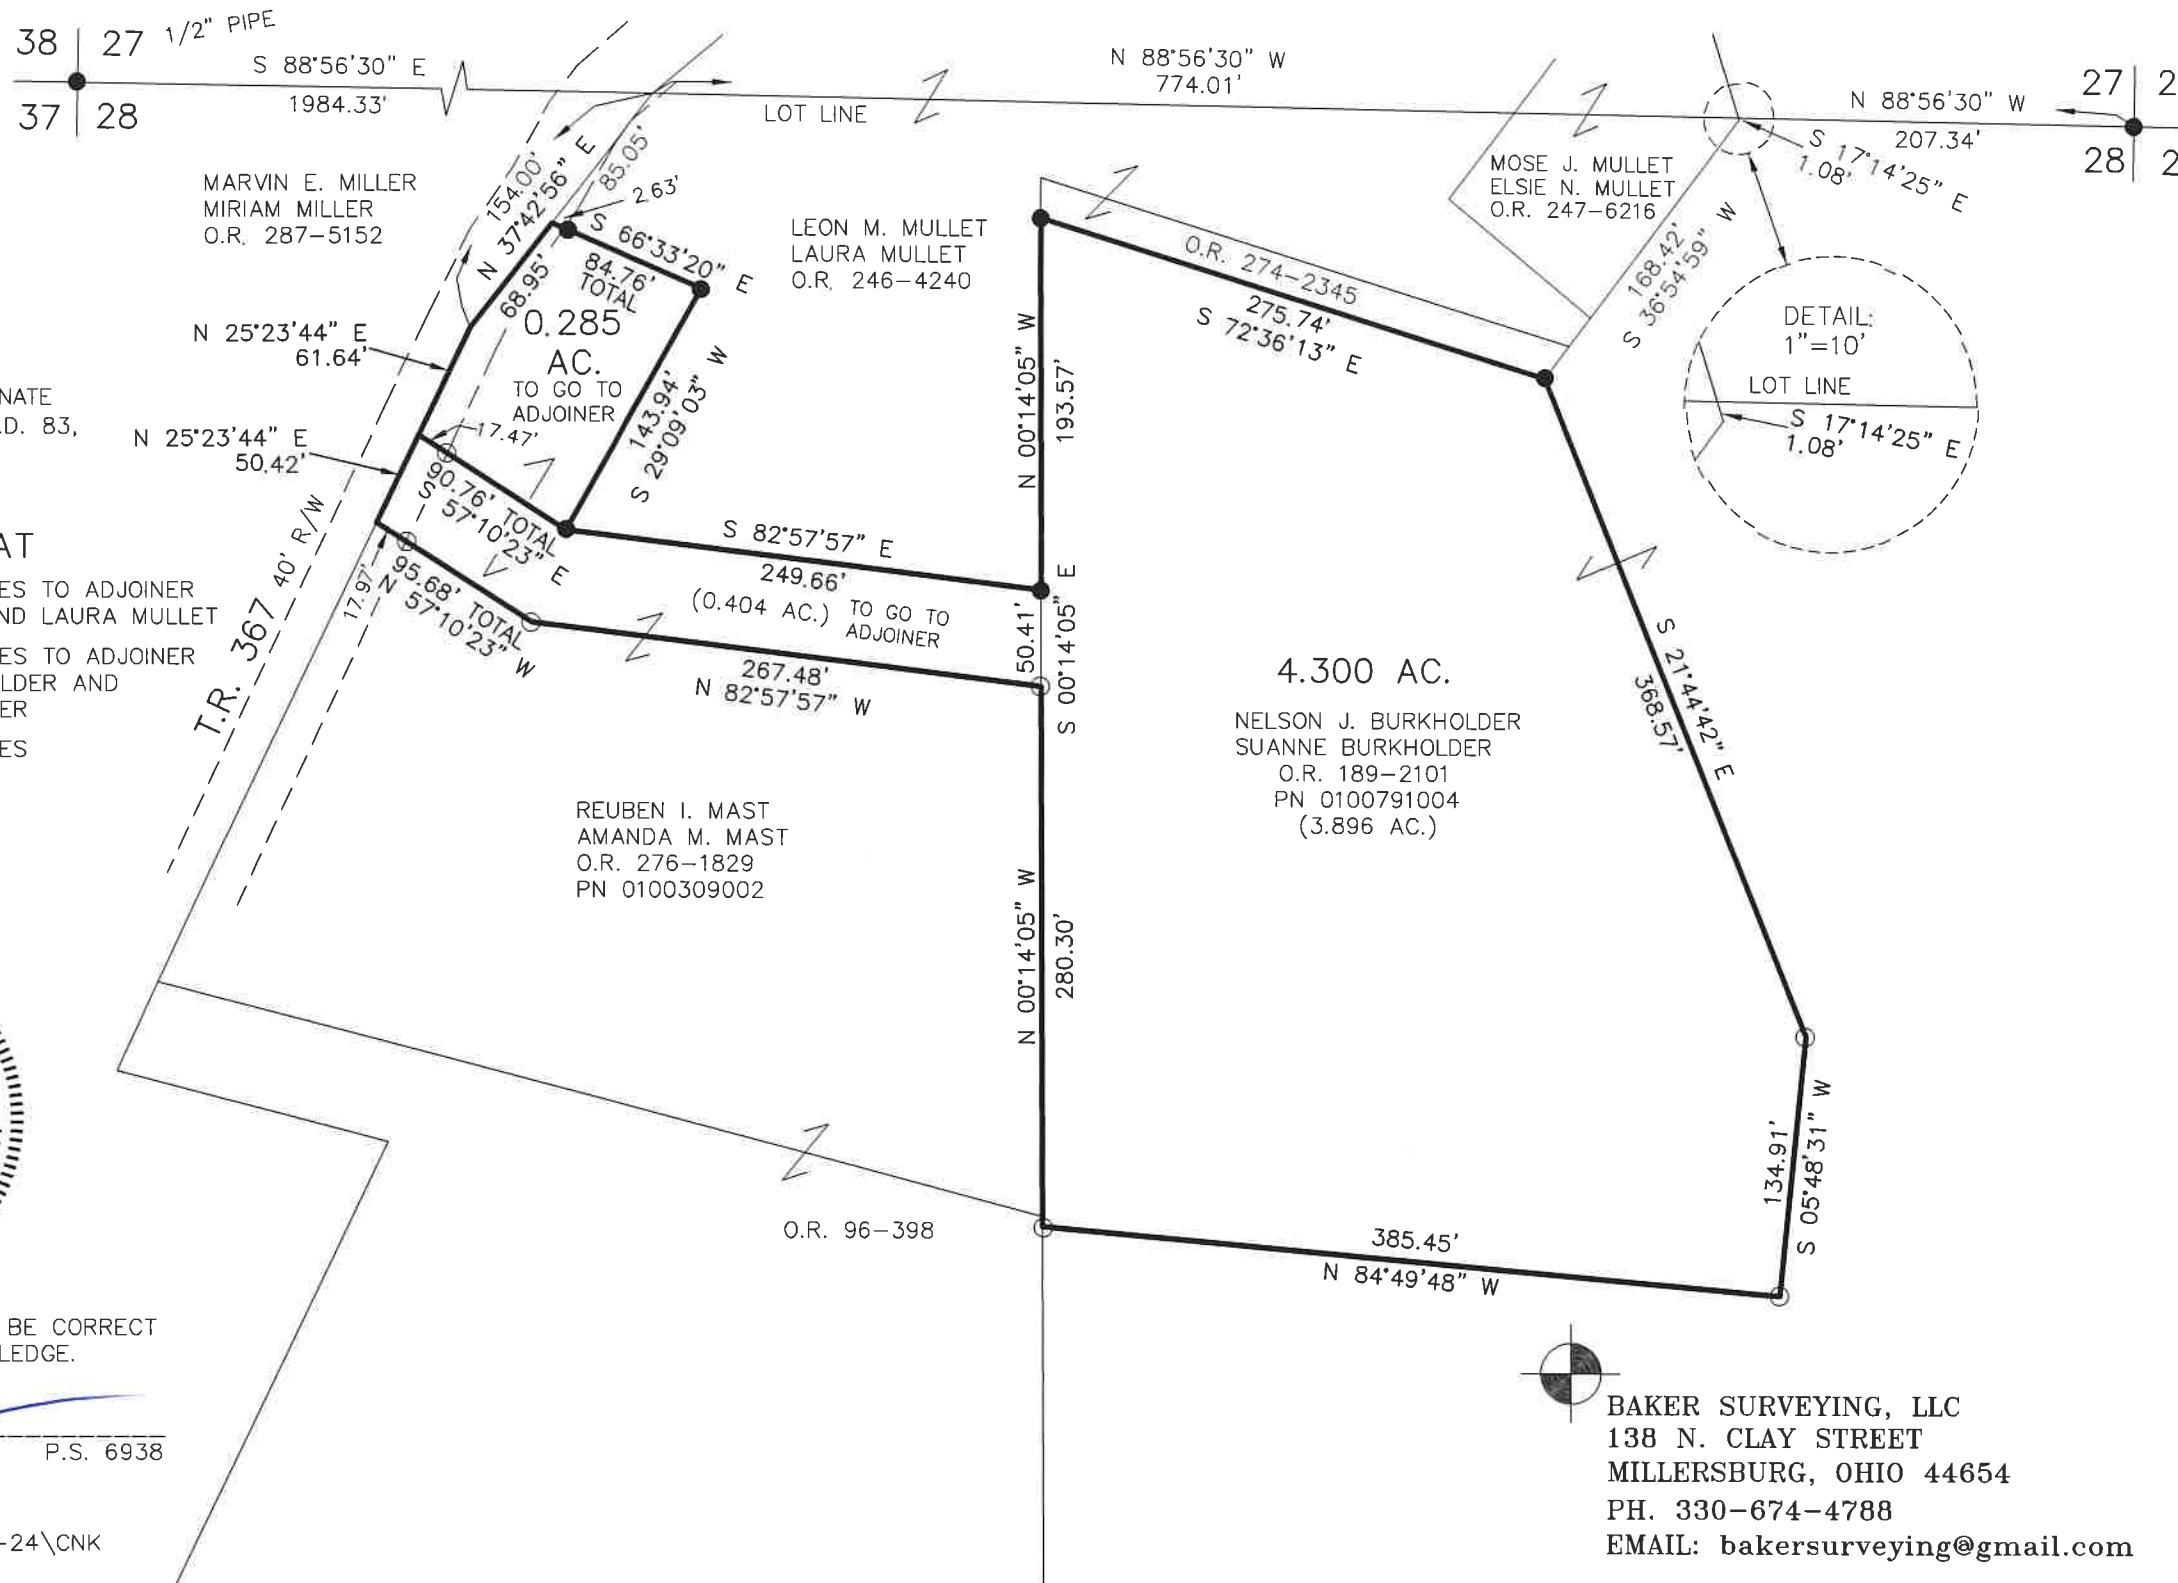 38 27 1/2" PIPE
37 28
S 88°56'30" E
1984.33'
LOT LINE
N 88°56'30" W
774.01'
N 88°56'30" W
207.34'
27 2
28 2
S 17°14'25" E
1.08'
MARVIN E. MILLER
MIRIAM MILLER
O.R. 287-5152
154.00'
N 37°42'56" E
85.05'
68.95'
2.63'
S 66°33'20" E
84.76'
TOTAL
0.285
AC.
TO GO TO
ADJOINER
143.94'
S 29°09'03" W
LEON M. MULLET
LAURA MULLET
O.R. 246-4240
MOSE J. MULLET
ELSIE N. MULLET
O.R. 247-6216
168.42'
S 36°54'59" W
O.R. 274-2345
275.74'
S 72°36'13" E
DETAIL:
1"=10'
LOT LINE
S 17°14'25" E
1.08'
N 25°23'44" E
61.64'
NATE
.D. 83,
N 25°23'44" E
50.42'
17.47'
90.76' TOTAL
S 57°10'23" E
17.97'
95.68' TOTAL
N 57°10'23" W
AT
ES TO ADJOINER
ND LAURA MULLET
ES TO ADJOINER
LDER AND
ER
ES
T.R. 367 40' R/W
N 00°14'05" W
193.57'
S 82°57'57" E
249.66'
(0.404 AC.) TO GO TO
ADJOINER
267.48'
N 82°57'57" W
50.41'
S 00°14'05" E
4.300 AC.
NELSON J. BURKHOLDER
SUANNE BURKHOLDER
O.R. 189-2101
PN 0100791004
(3.896 AC.)
S 21°44'42" E
368.57'
REUBEN I. MAST
AMANDA M. MAST
O.R. 276-1829
PN 0100309002
N 00°14'05" W
280.30'
134.91'
S 05°48'31" W
O.R. 96-398
385.45'
N 84°49'48" W
BE CORRECT
LEDGE.
P.S. 6938
-24\CNK
BAKER SURVEYING, LLC
138 N. CLAY STREET
MILLERSBURG, OHIO 44654
PH. 330-674-4788
EMAIL: bakersurveying@gmail.com